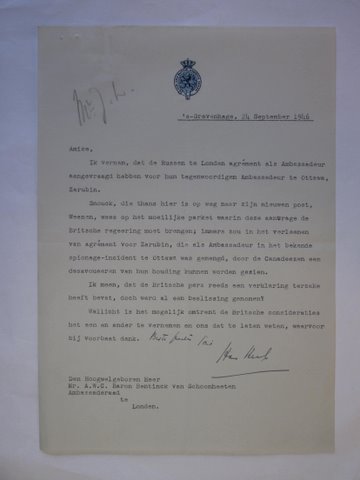 's-Gravenhage, 24 September 1946
Amice,
Ik vernam, dat de Russen te Londen agrément als Ambassadeur
aangevraagd hebben voor hun tegenwoordigen Ambassadeur te Ottawa,
Zarubin.
Snouck, die thans hier is op weg naar zijn nieuwen post,
Weenen, wees op het moeilijke parket waarin deze aanvrage de
Britsche regeering moet brengen; immers zou in het verleenen
van agrément voor Zarubin, die als Ambassadeur in het bekende
spionage-incident te Ottawa was gemengd, door de Canadeezen een
desavoueeren van hun houding kunnen worden gezien.
Ik meen, dat de Britsche pers reeds een verklaring terzake
heeft bevat, doch werd al een beslissing genomen?
Wellicht is het mogelijk omtrent de Britsche consideraties
het een en ander te vernemen en ons dat te laten weten, waarvoor
bij voorbaat dank.
Den Hoogwelgeboren Heer
Mr. A.W.C. Baron Bentinck van Schoonheeten
Ambassaderaad
te
Londen.